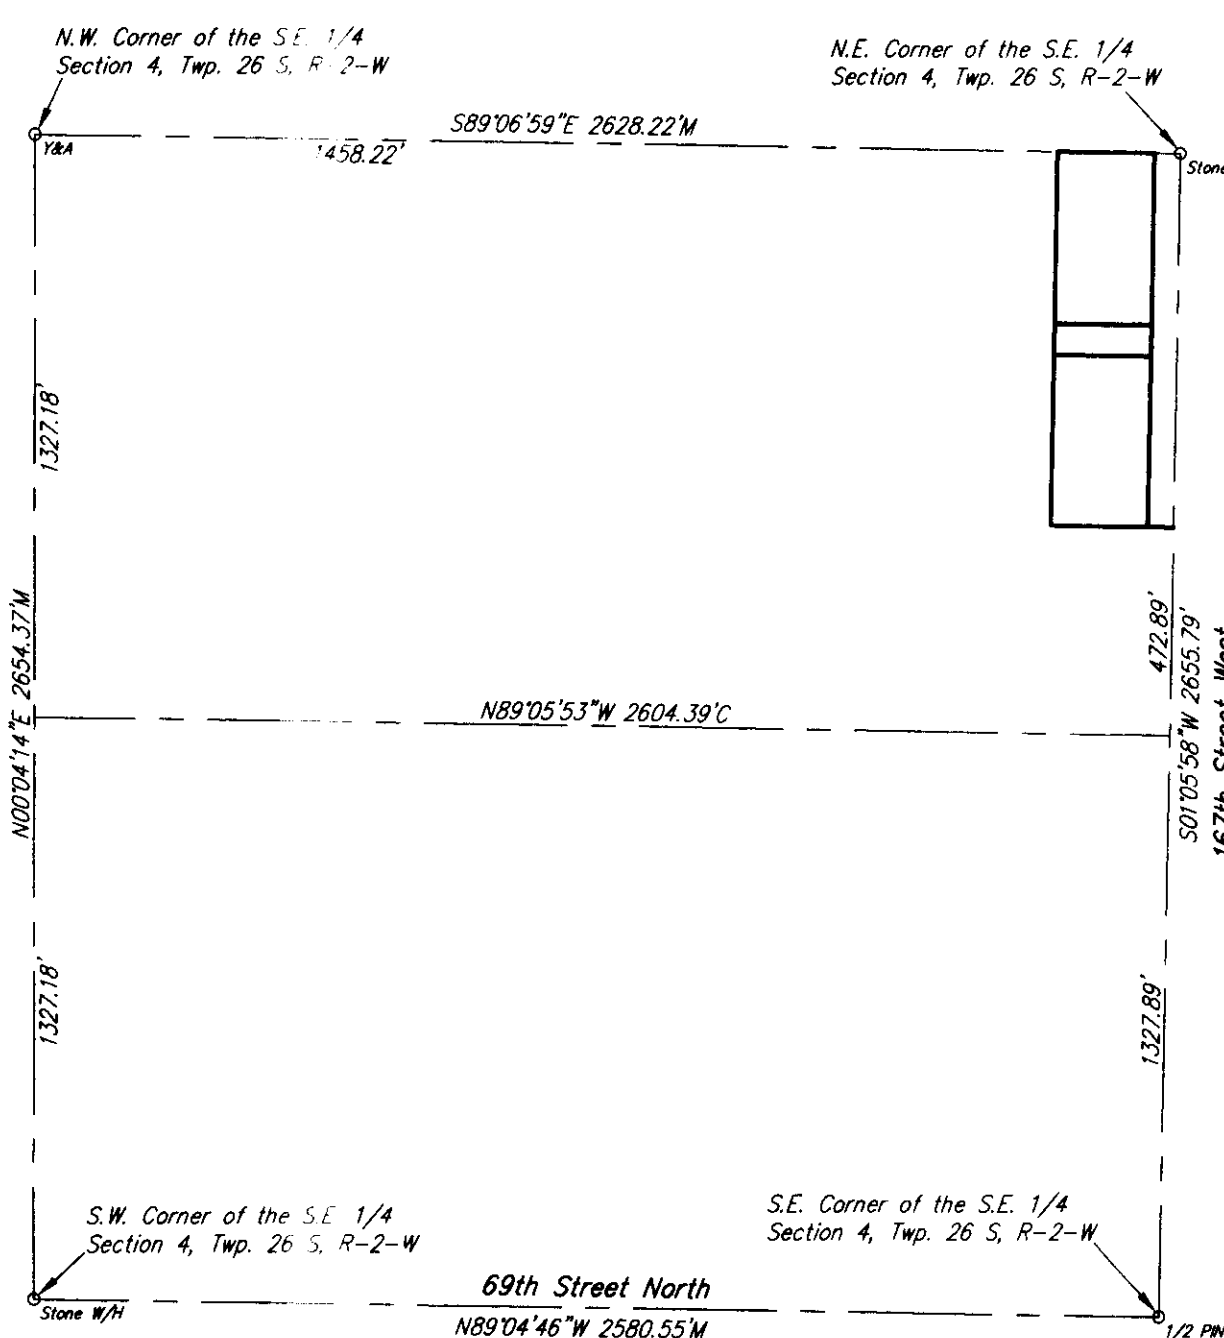 N.W. Corner of the S.E. 1/4
Section 4, Twp. 26 S, R-2-W
N.E. Corner of the S.E. 1/4
Section 4, Twp. 26 S, R-2-W
S89°06'59"E 2628.22'M
Y&A
1458.22'
Stone
1327.18'
N00°04'14"E 2654.37'M
472.89'
S01°05'58"W 2655.79'
167th Street West
N89°05'53"W 2604.39'C
1327.18'
1327.89'
S.W. Corner of the S.E 1/4
Section 4, Twp. 26 S, R-2-W
S.E. Corner of the S.E. 1/4
Section 4, Twp. 26 S, R-2-W
69th Street North
Stone W/H
N89°04'46"W 2580.55'M
1/2 PIN